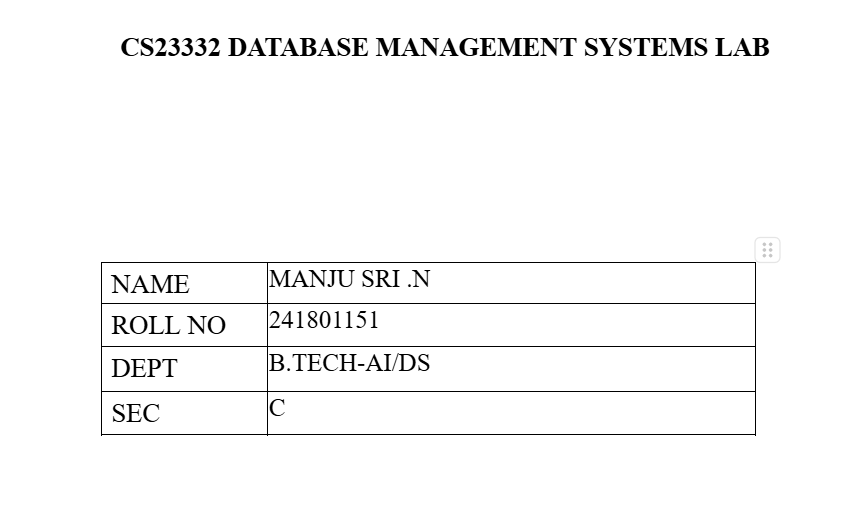 CS23332 DATABASE MANAGEMENT SYSTEMS LAB
NAME MANJU SRI .N
ROLL NO 241801151
DEPT B.TECH-AI/DS
SEC C